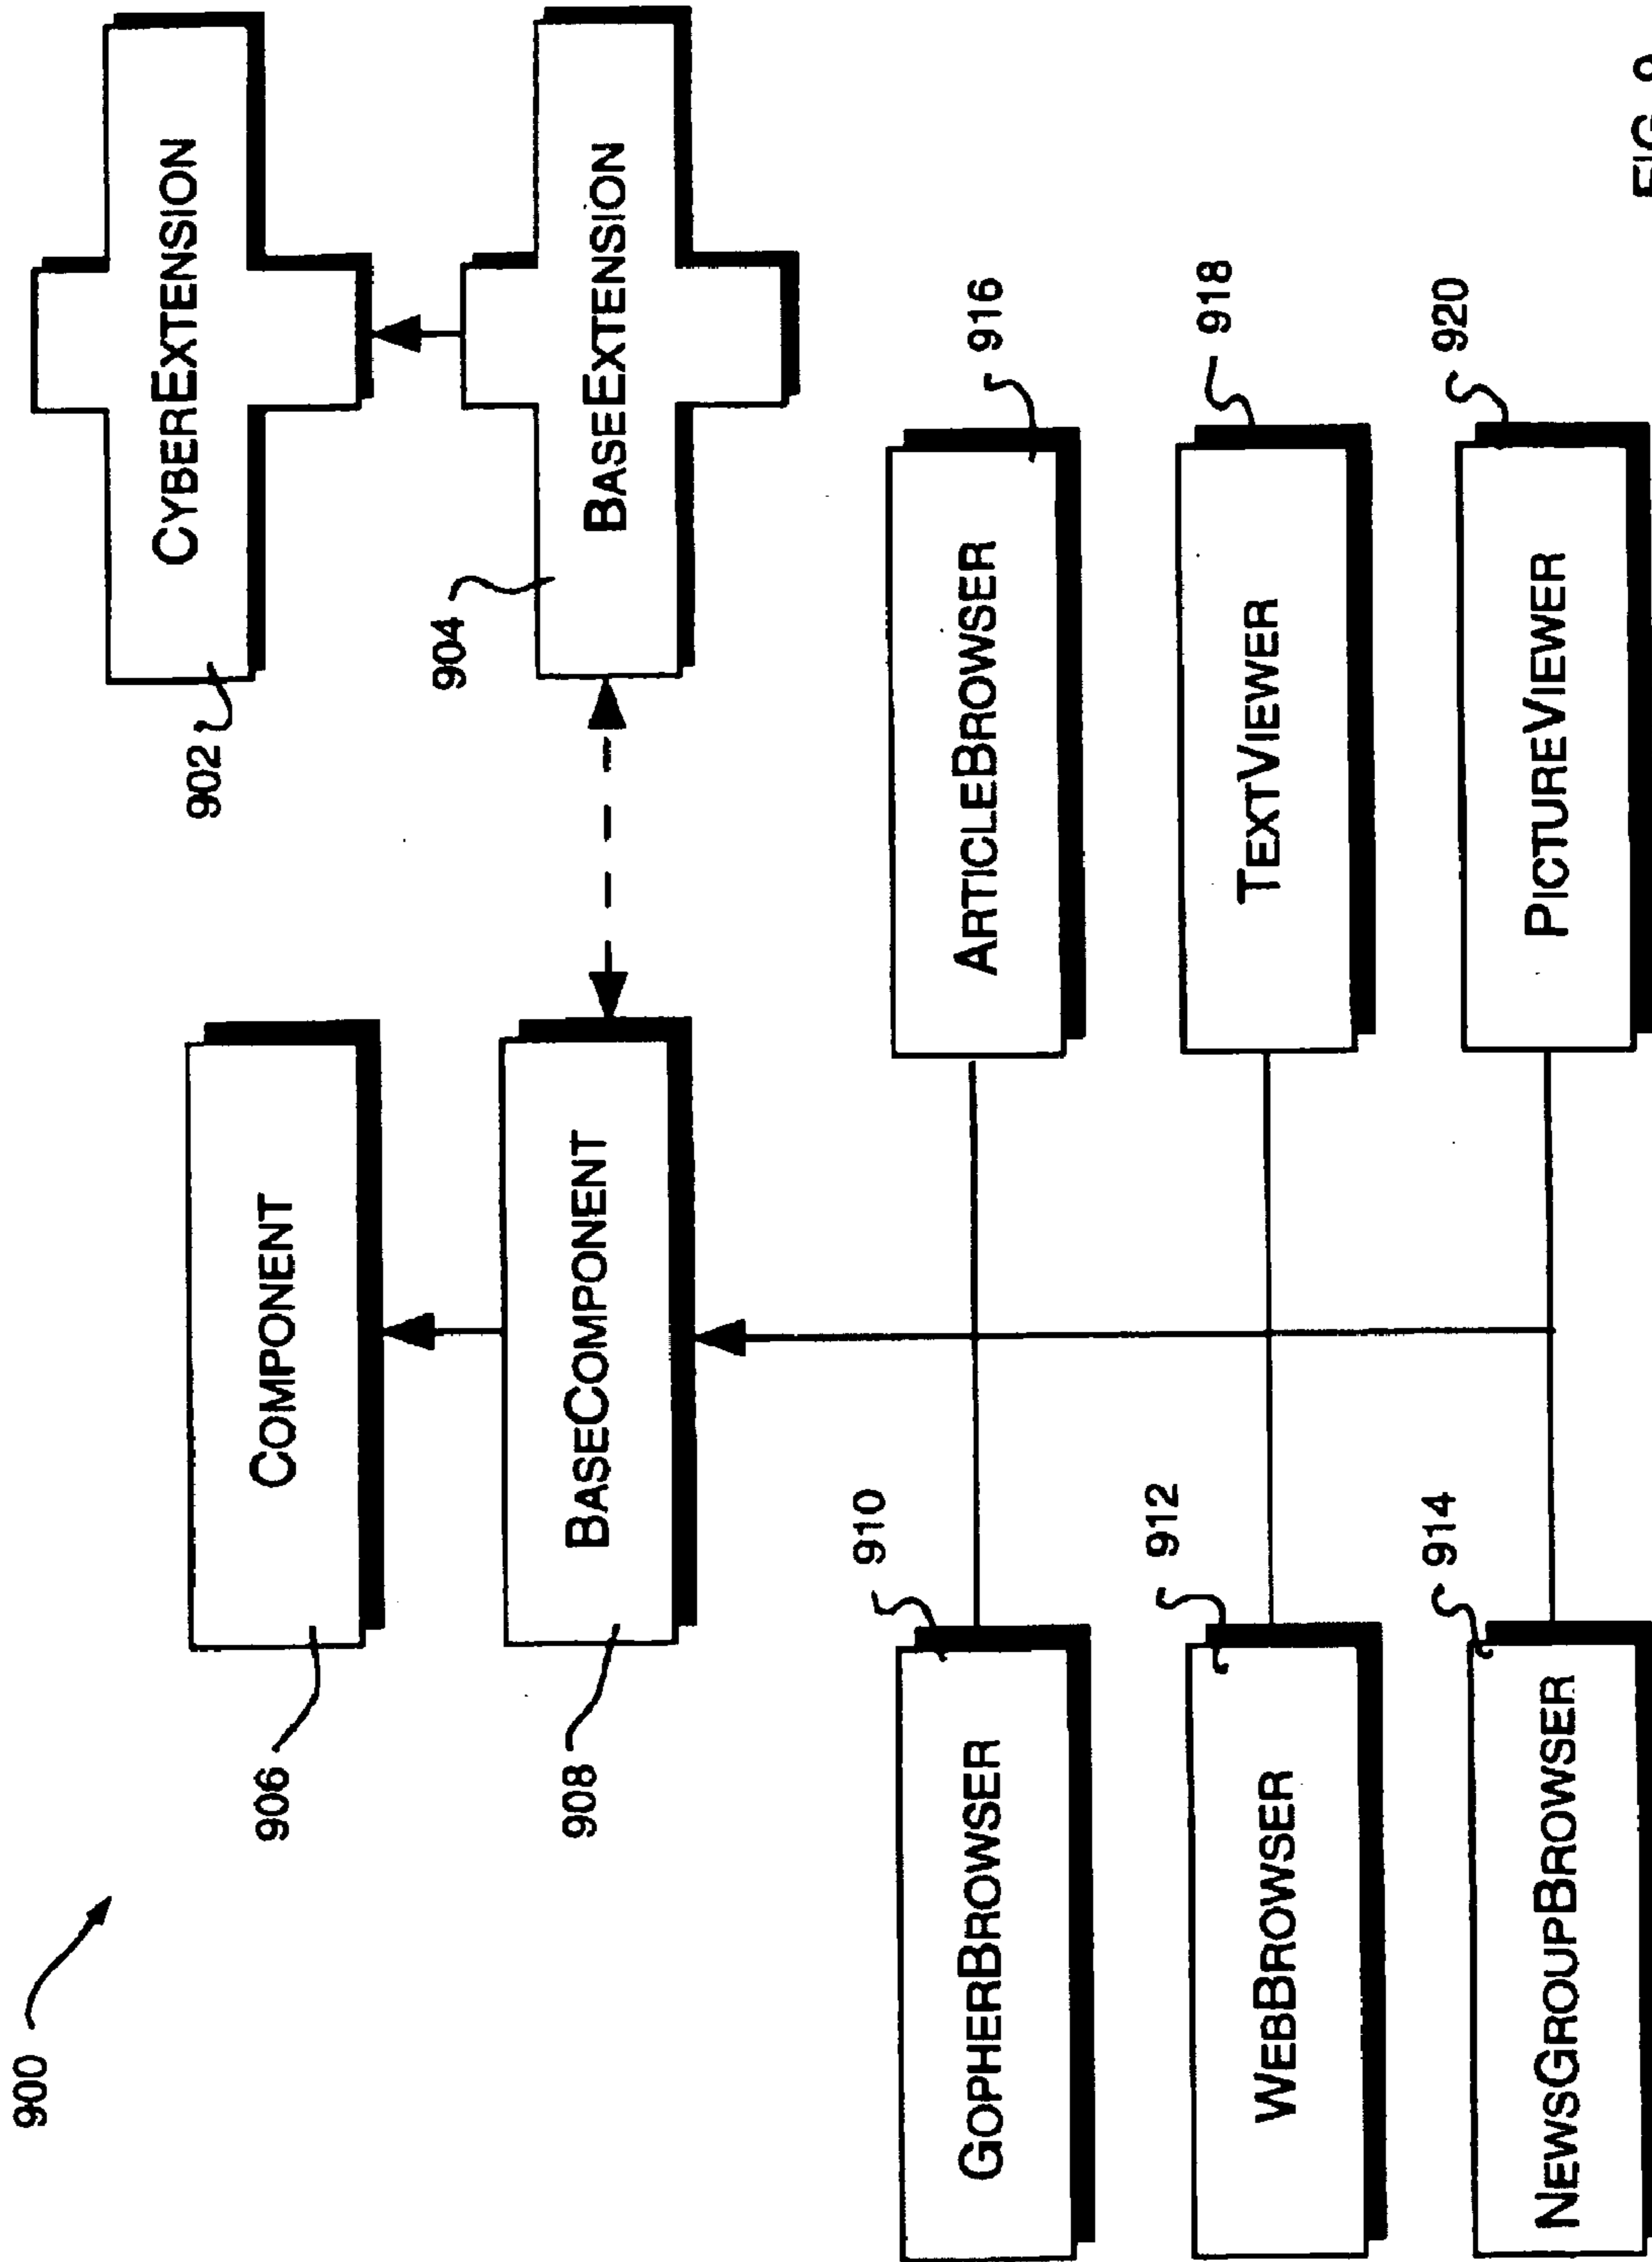 900
CYBEREXTENSION
902
BASEEXTENSION
904
COMPONENT
906
BASECOMPONENT
908
GOPHERBROWSER
910
ARTICLEBROWSER
916
WEBBROWSER
912
TEXTVIEWER
918
NEWSGROUPBROWSER
914
PICTUREVIEWER
920